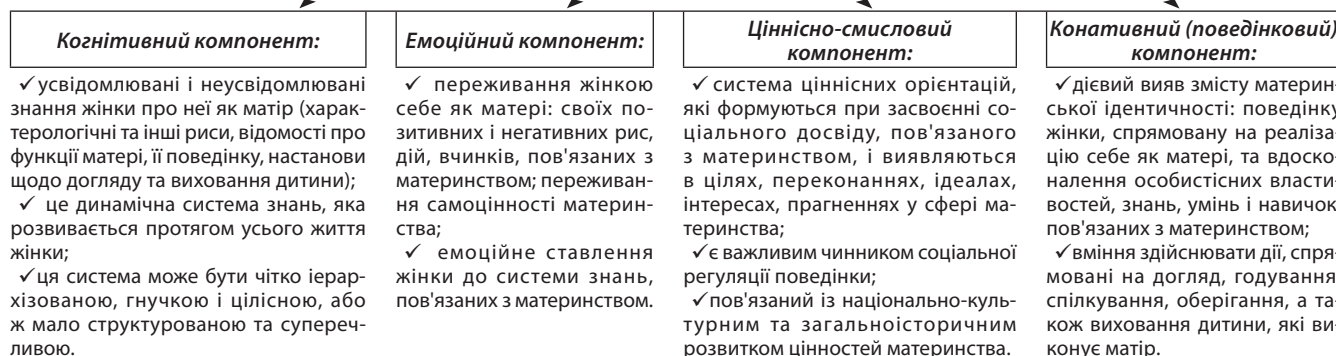 Когнітивний компонент:
✓усвідомлювані і неусвідомлювані
знання жінки про неї як матір (харак-
терологічні та інші риси, відомості про
функції матері, її поведінку, настанови
щодо догляду та виховання дитини);
✓ це динамічна система знань, яка
розвивається протягом усього життя
жінки;
✓ця система може бути чітко ієрар-
хізованою, гнучкою і цілісною, або
ж мало структурованою та супереч-
ливою.
Емоційний компонент:
✓ переживання жінкою
себе як матері: своїх по-
зитивних і негативних рис,
дій, вчинків, пов'язаних з
материнством; переживан-
ня самоцінності материн-
ства;
✓ емоційне ставлення
жінки до системи знань,
пов'язаних з материнством.
Ціннісно-смисловий
компонент:
✓система ціннісних орієнтацій,
які формуються при засвоєнні со-
ціального досвіду, пов'язаного
з материнством, і виявляються
в цілях, переконаннях, ідеалах,
інтересах, прагненнях у сфері ма-
теринства;
✓є важливим чинником соціальної
регуляції поведінки;
✓пов'язаний із національно-куль-
турним та загальноісторичним
розвитком цінностей материнства.
Конативний (поведінковий)
компонент:
✓дієвий вияв змісту материн-
ської ідентичності: поведінку
жінки, спрямовану на реаліза-
цію себе як матері, та вдоско-
налення особистісних власти-
востей, знань, умінь і навичок
пов'язаних з материнством;
✓вміння здійснювати дії, спря-
мовані на догляд, годування
спілкування, оберігання, а та-
кож виховання дитини, які ви-
конує матір.